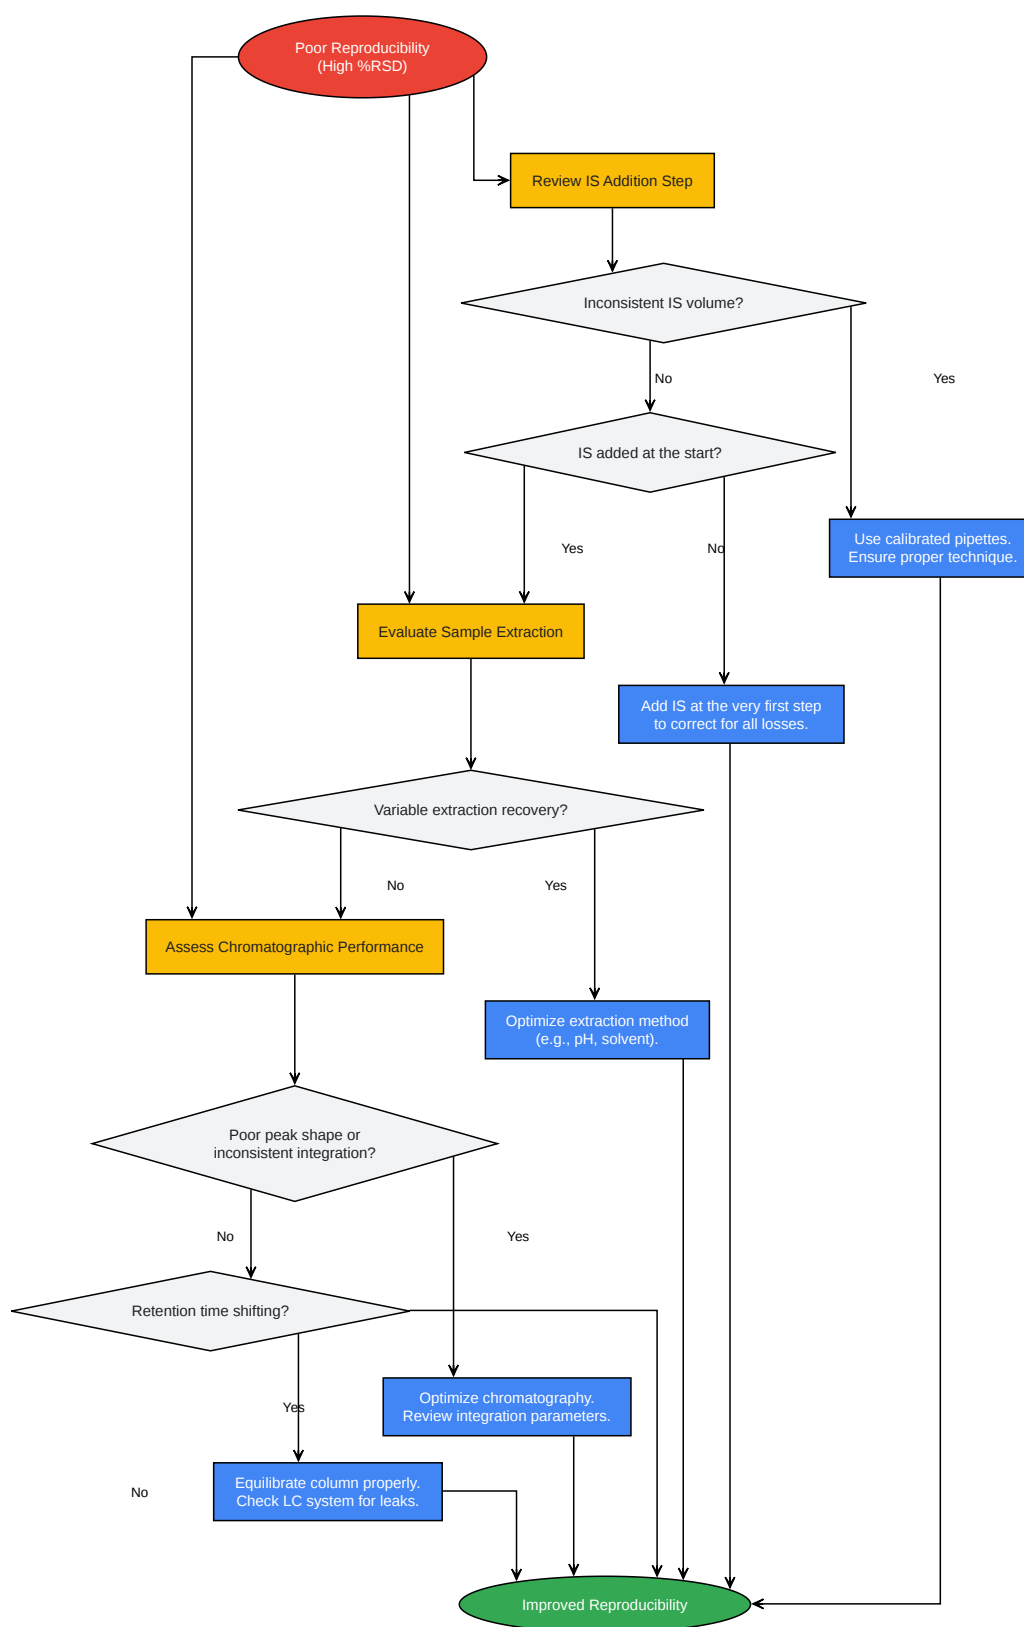 Poor Reproducibility
(High %RSD)
Review IS Addition Step
Inconsistent IS volume?
No
Yes
IS added at the start?
Yes
No
Use calibrated pipettes.
Ensure proper technique.
Evaluate Sample Extraction
Add IS at the very first step
to correct for all losses.
Variable extraction recovery?
No
Yes
Assess Chromatographic Performance
Optimize extraction method
(e.g., pH, solvent).
Poor peak shape or
inconsistent integration?
No
Yes
Retention time shifting?
Yes
Optimize chromatography.
Review integration parameters.
Equilibrate column properly.
Check LC system for leaks.
No
Improved Reproducibility